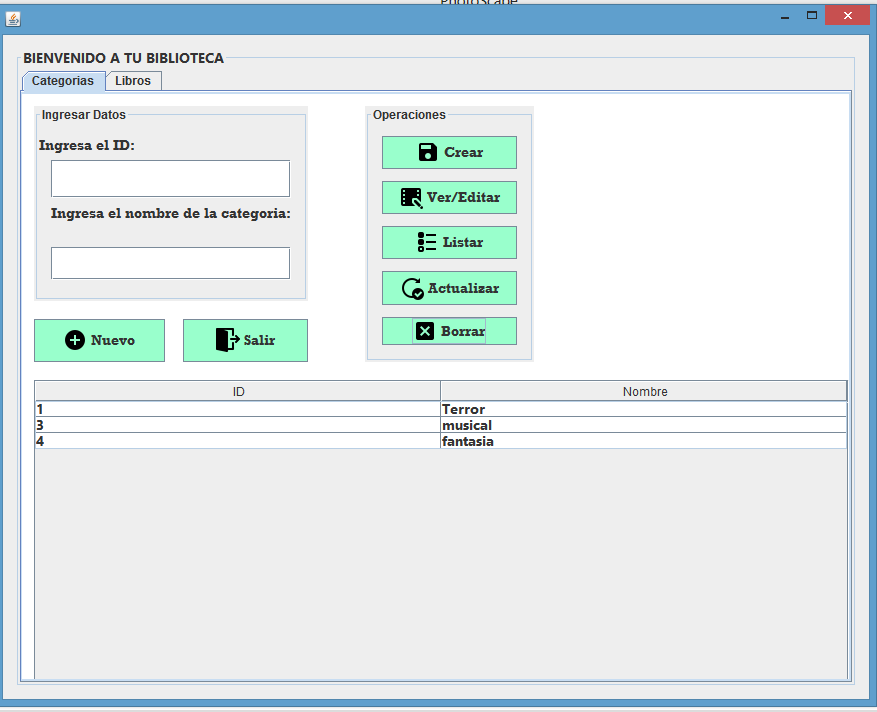 PhotoScape
BIENVENIDO A TU BIBLIOTECA
Categorias Libros
Ingresar Datos
Ingresa el ID:
Ingresa el nombre de la categoria:
Nuevo
Salir
Operaciones
Crear
Ver/Editar
Listar
Actualizar
Borrar
ID Nombre
1 Terror
3 musical
4 fantasia